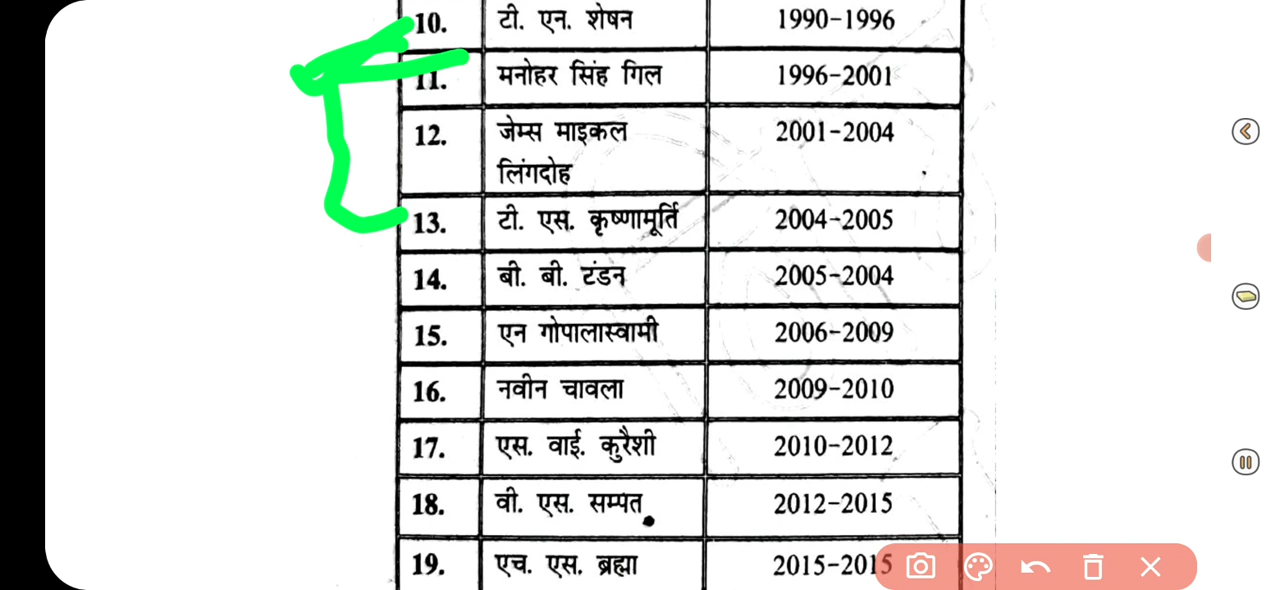 10. टी. एन. शेषन 1990-1996
11. मनोहर सिंह गिल 1996-2001
12. जेम्स माइकल 2001-2004
लिंगदोह
13. टी. एस. कृष्णामूर्ति 2004-2005
14. बी. बी. टंडन 2005-2004
15. एन गोपालास्वामी 2006-2009
16. नवीन चावला 2009-2010
17. एस. वाई. कुरैशी 2010-2012
18. वी. एस. सम्पत 2012-2015
19. एच. एस. ब्रह्मा 2015-2015